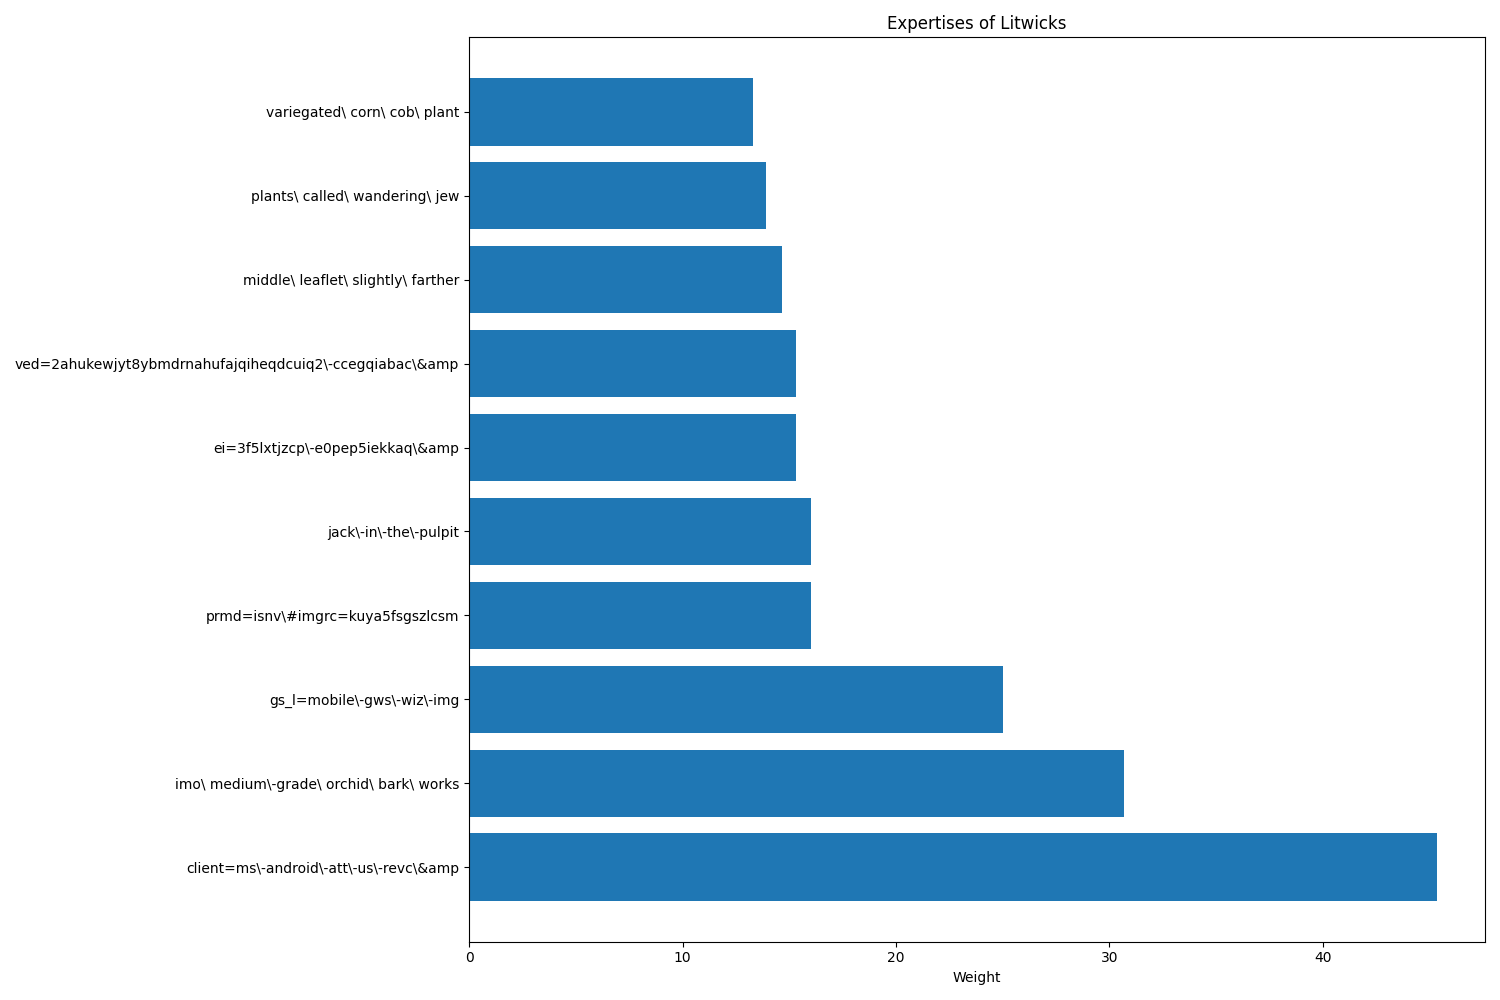 Expertises of Litwicks
variegated\ corn\ cob\ plant
plants\ called\ wandering\ jew
middle\ leaflet\ slightly\ farther
ved=2ahukewjyt8ybmdrnahufajqiheqdcuiq2\-ccegqiabac\&amp
ei=3f5lxtjzcp\-e0pep5iekkaq\&amp
jack\-in\-the\-pulpit
prmd=isnv\#imgrc=kuya5fsgszlcsm
gs_l=mobile\-gws\-wiz\-img
imo\ medium\-grade\ orchid\ bark\ works
client=ms\-android\-att\-us\-revc\&amp
0 10 20 30 40
Weight